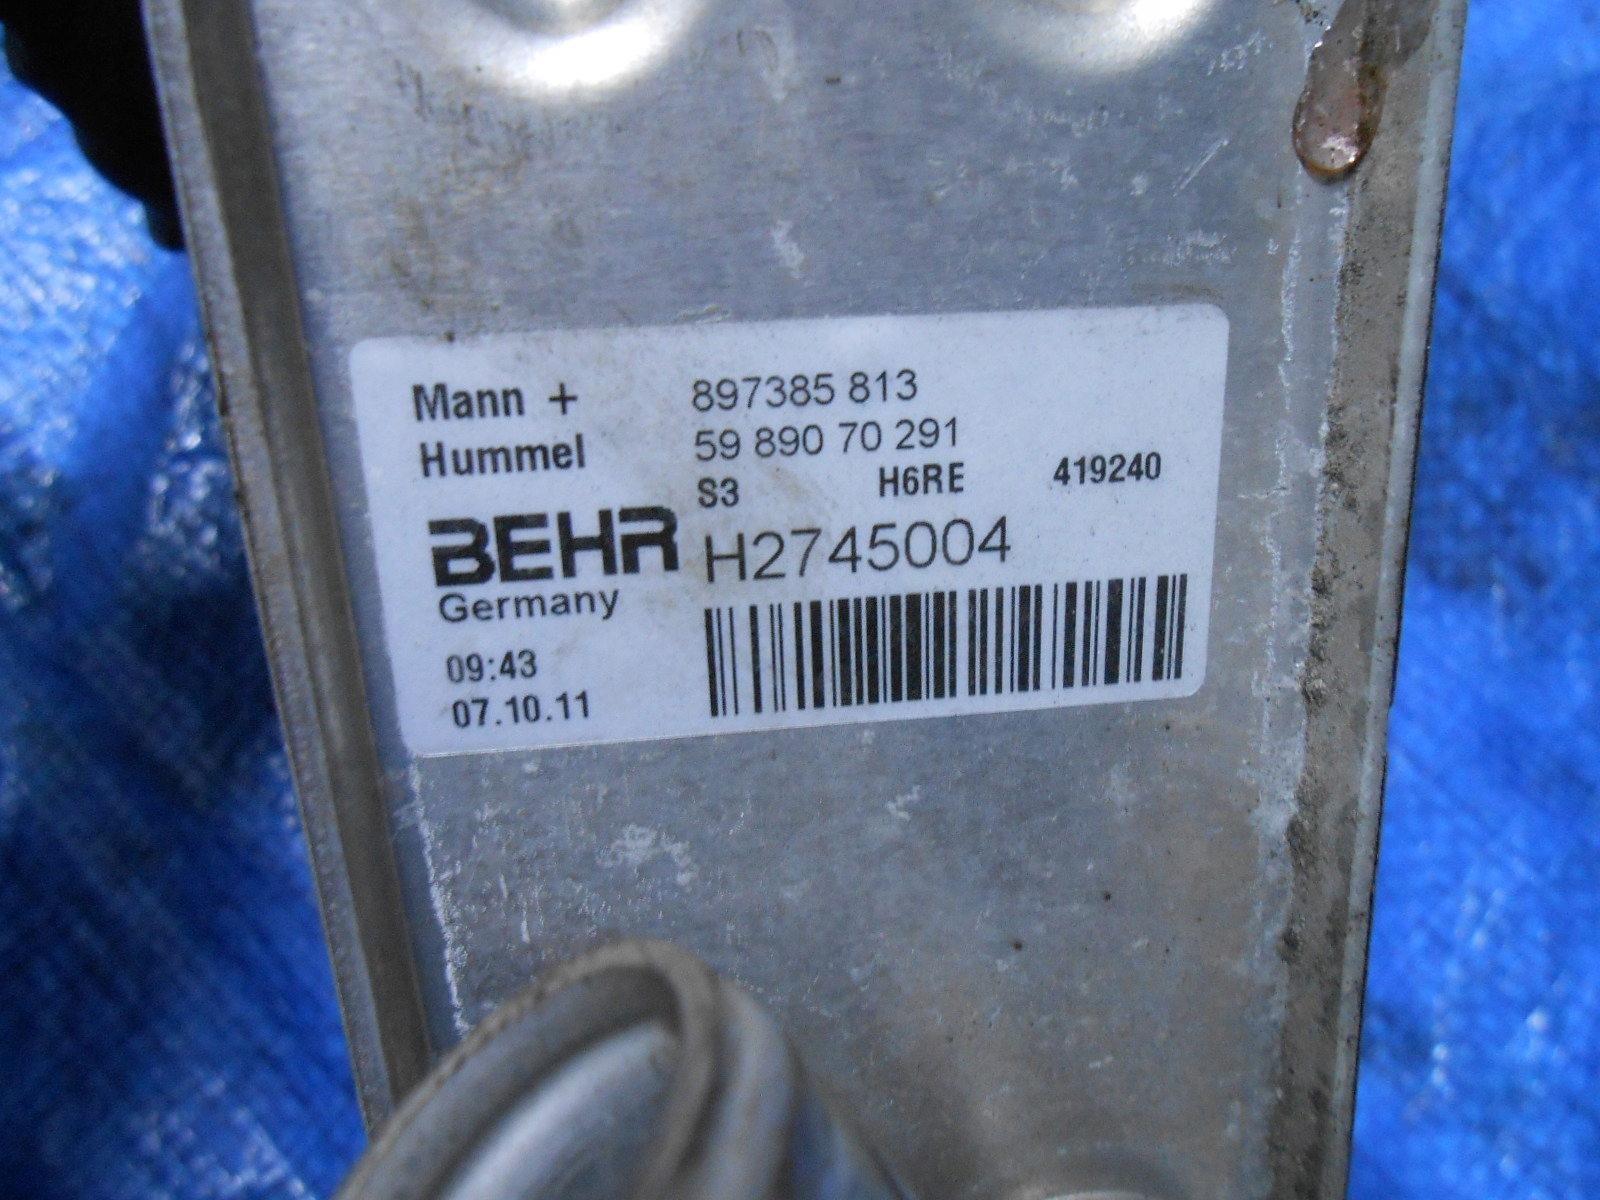 Mann + 897385 813
Hummel 59 890 70 291
S3 H6RE 419240
BEHR H2745004
Germany
09:43
07.10.11